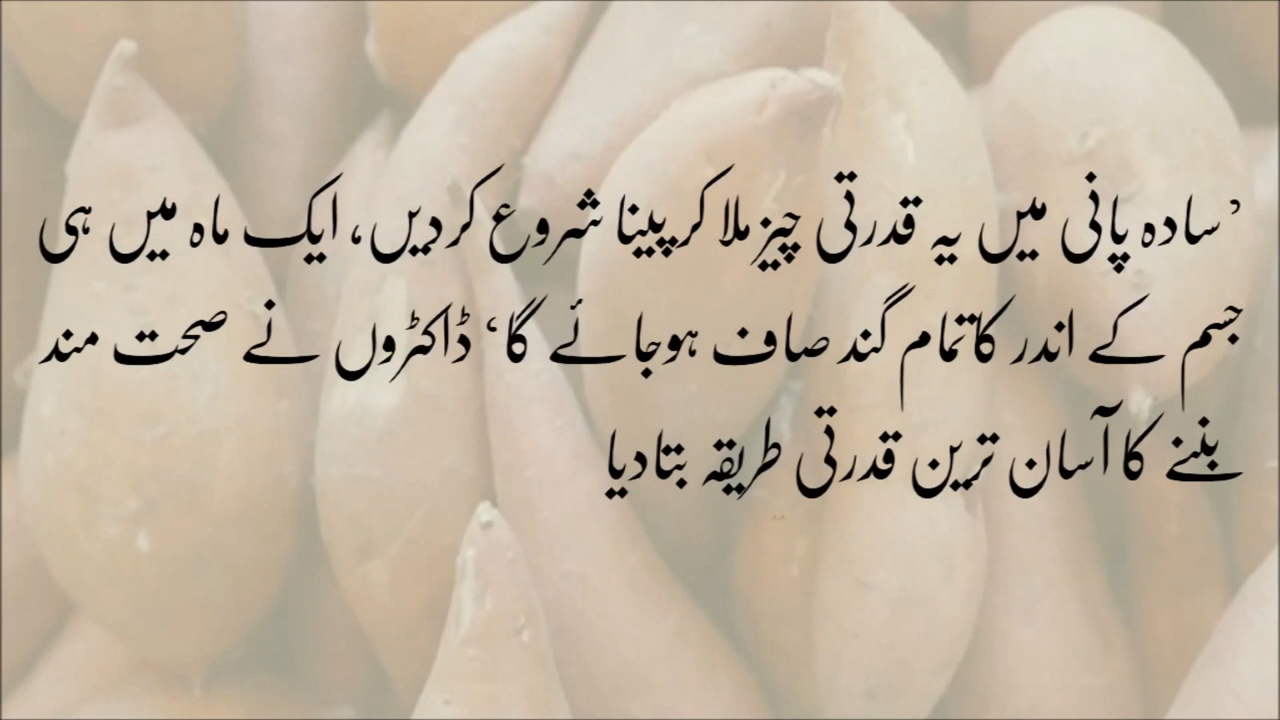 ’سادہ پانی میں یہ قدرتی چیز ملا کر پینا شروع کردیں، ایک ماہ میں ہی
جسم کے اندر کا تمام گند صاف ہوجائے گا‘ ڈاکٹروں نے صحت مند
بننے کا آسان ترین قدرتی طریقہ بتادیا